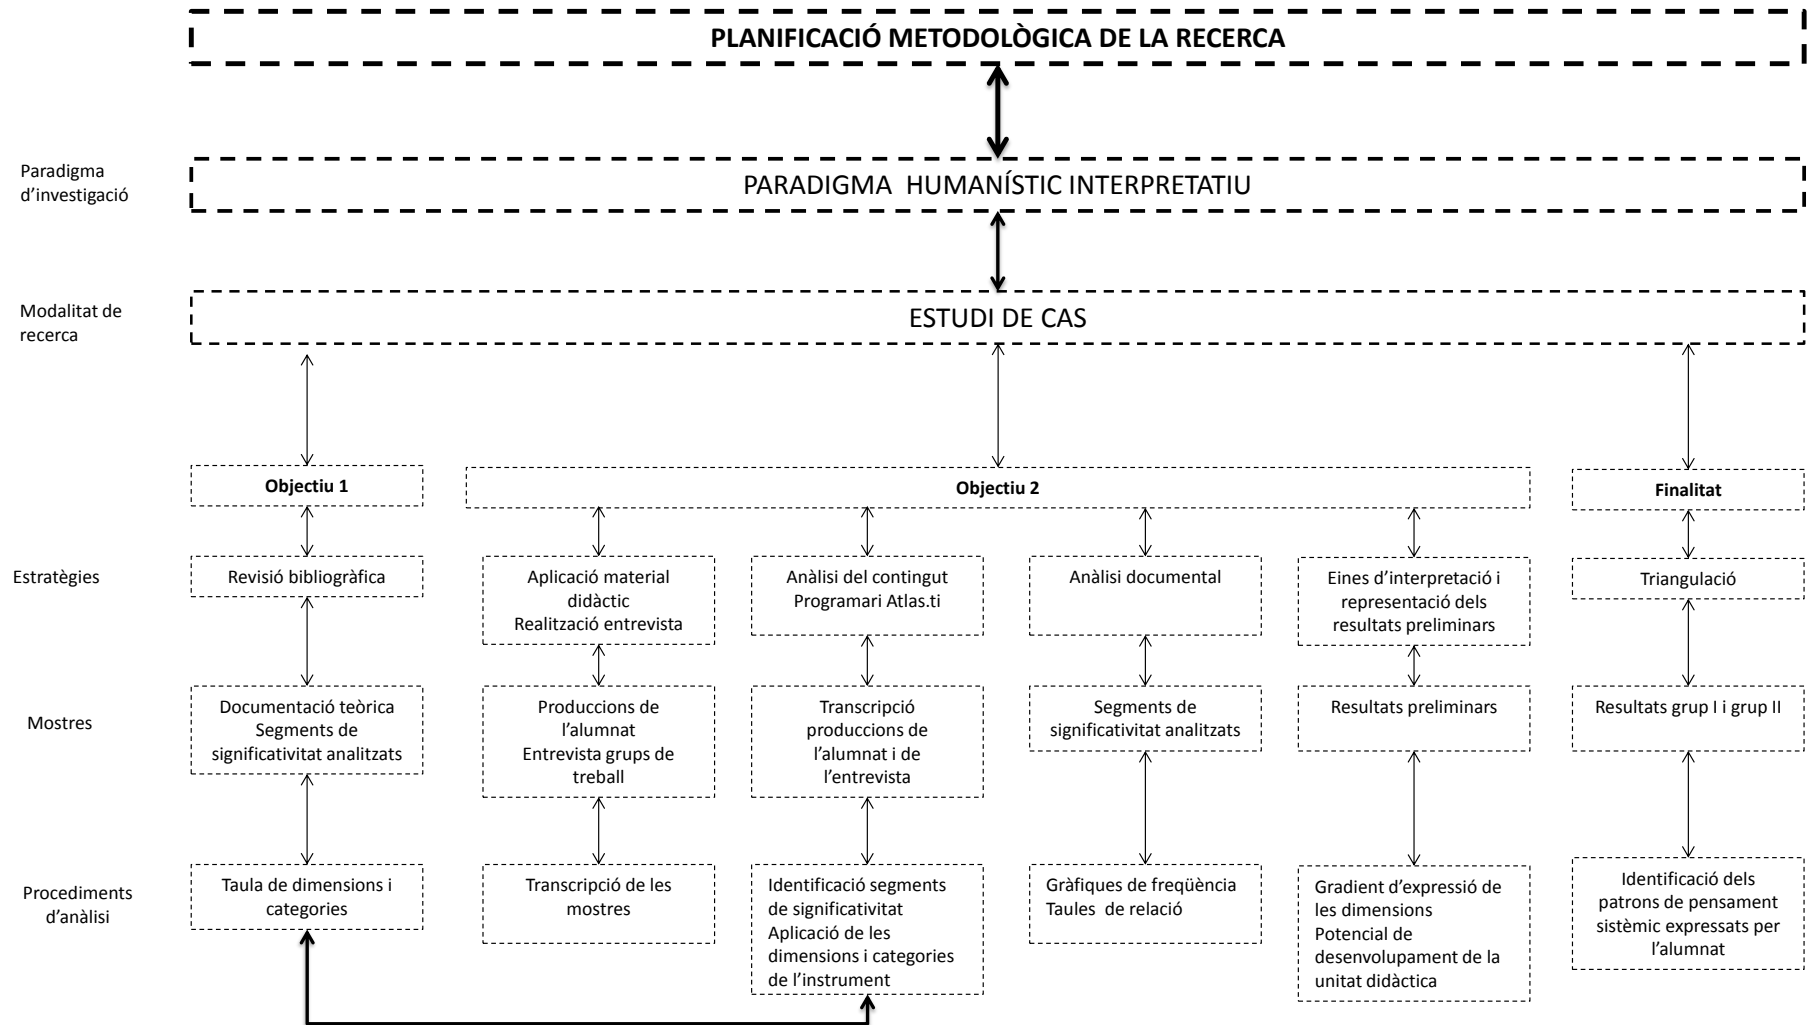 PLANIFICACIÓ METODOLÒGICA DE LA RECERCA
Paradigma
d’investigació
PARADIGMA HUMANÍSTIC INTERPRETATIU
Modalitat de
recerca
ESTUDI DE CAS
Objectiu 1
Objectiu 2
Finalitat
Estratègies
Revisió bibliogràfica
Aplicació material
didàctic
Realització entrevista
Anàlisi del contingut
Programari Atlas.ti
Anàlisi documental
Eines d’interpretació i
representació dels
resultats preliminars
Triangulació
Mostres
Documentació teòrica
Segments de
significativitat analitzats
Produccions de
l’alumnat
Entrevista grups de
treball
Transcripció
produccions de
l’alumnat i de
l’entrevista
Segments de
significativitat analitzats
Resultats preliminars
Resultats grup I i grup II
Procediments
d’anàlisi
Taula de dimensions i
categories
Transcripció de les
mostres
Identificació segments
de significativitat
Aplicació de les
dimensions i categories
de l’instrument
Gràfiques de freqüència
Taules de relació
Gradient d’expressió de
les dimensions
Potencial de
desenvolupament de la
unitat didàctica
Identificació dels
patrons de pensament
sistèmic expressats per
l’alumnat